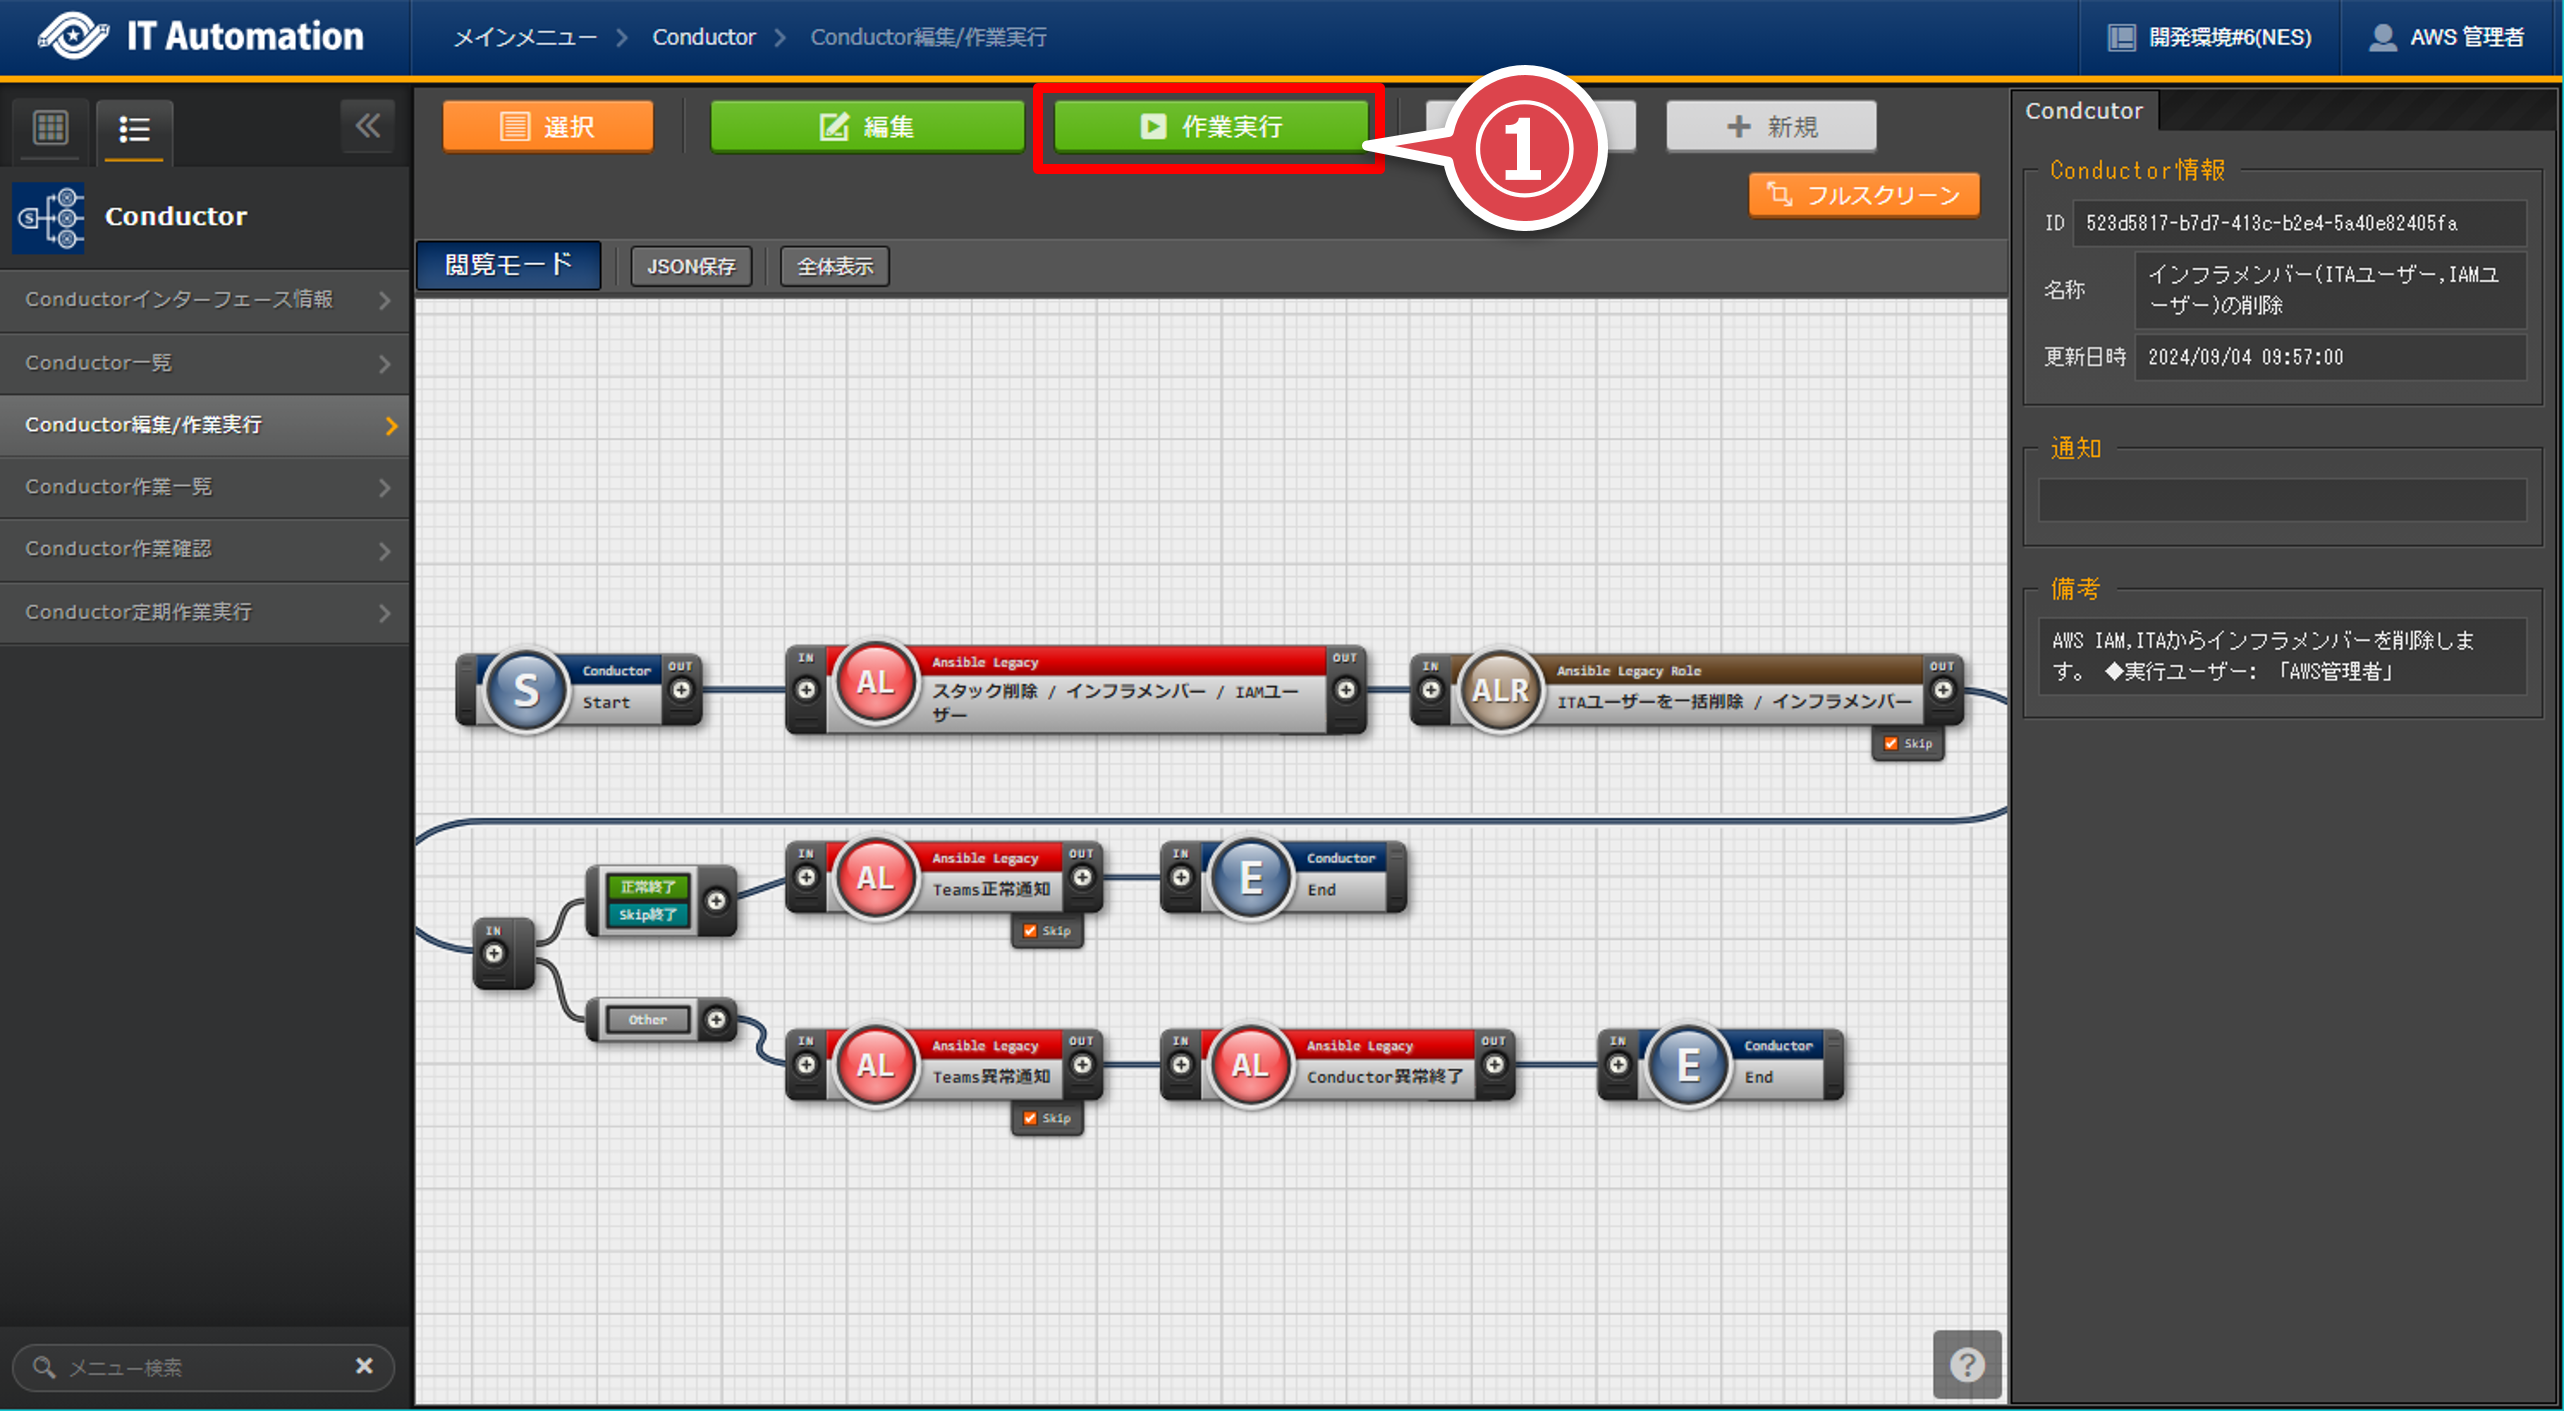 IT Automation
メインメニュー > Conductor > Conductor編集/作業実行
開発環境#6(NES)
AWS 管理者
選択
編集
作業実行
①
新規
フルスクリーン
Conductor
Conductorインターフェース情報
Conductor一覧
Conductor編集/作業実行
Conductor作業一覧
Conductor作業確認
Conductor定期作業実行
メニュー検索
閲覧モード
JSON保存
全体表示
S
Conductor
Start
OUT
IN
AL
Ansible Legacy
スタック削除 / インフラメンバー / IAMユー
ザー
OUT
IN
ALR
Ansible Legacy Role
ITAユーザーを一括削除 / インフラメンバー
OUT
Skip
IN
正常終了
Skip終了
Other
IN
AL
Ansible Legacy
Teams正常通知
OUT
Skip
IN
E
Conductor
End
IN
AL
Ansible Legacy
Teams異常通知
OUT
Skip
IN
AL
Ansible Legacy
Conductor異常終了
OUT
IN
E
Conductor
End
?
Condcutor
Conductor情報
ID 523d5817-b7d7-413c-b2e4-5a40e82405fa
名称 インフラメンバー(ITAユーザー,IAMユ
ーザー)の削除
更新日時 2024/09/04 09:57:00
通知
備考
AWS IAM,ITAからインフラメンバーを削除しま
す。 ◆実行ユーザー: 「AWS管理者」